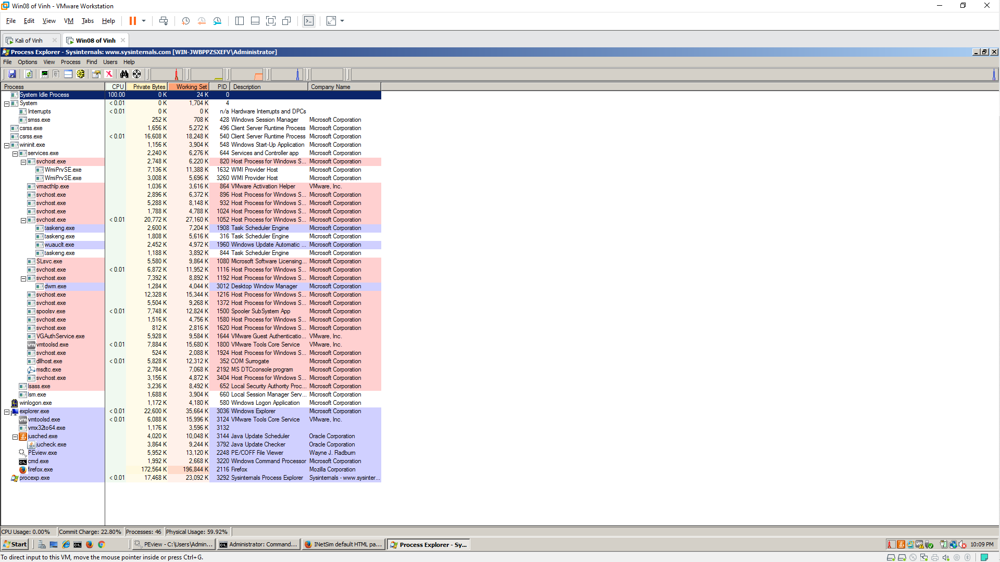 Win08 of Vinh - VMware Workstation
File Edit View VM Tabs Help
Kali of Vinh Win08 of Vinh
Process Explorer - Sysinternals: www.sysinternals.com [WIN-JWBPPZSXEFV\Administrator]
File Options View Process Find Users Help
Process CPU Private Bytes Working Set PID Description Company Name
System Idle Process 100.00 0 K 24 K 0
System < 0.01 0 K 1,704 K 4
Interrupts < 0.01 0 K 0 K n/a Hardware Interrupts and DPCs
smss.exe 252 K 708 K 428 Windows Session Manager Microsoft Corporation
csrss.exe 1,656 K 5,272 K 496 Client Server Runtime Process Microsoft Corporation
csrss.exe < 0.01 16,608 K 18,248 K 540 Client Server Runtime Process Microsoft Corporation
wininit.exe 1,156 K 3,904 K 548 Windows Start-Up Application Microsoft Corporation
services.exe 2,240 K 6,276 K 644 Services and Controller app Microsoft Corporation
svchost.exe 2,748 K 6,220 K 820 Host Process for Windows S... Microsoft Corporation
WmiPrvSE.exe 7,136 K 11,388 K 1632 WMI Provider Host Microsoft Corporation
WmiPrvSE.exe 3,008 K 5,696 K 3260 WMI Provider Host Microsoft Corporation
vmacthlp.exe 1,036 K 3,616 K 864 VMware Activation Helper VMware, Inc.
svchost.exe 2,896 K 6,372 K 896 Host Process for Windows S... Microsoft Corporation
svchost.exe 5,288 K 8,148 K 932 Host Process for Windows S... Microsoft Corporation
svchost.exe 1,788 K 4,788 K 1024 Host Process for Windows S... Microsoft Corporation
svchost.exe < 0.01 20,772 K 27,160 K 1052 Host Process for Windows S... Microsoft Corporation
taskeng.exe 2,600 K 7,204 K 1908 Task Scheduler Engine Microsoft Corporation
taskeng.exe 1,808 K 5,616 K 316 Task Scheduler Engine Microsoft Corporation
wuauclt.exe 2,452 K 4,972 K 1960 Windows Update Automatic ... Microsoft Corporation
taskeng.exe 1,188 K 3,892 K 844 Task Scheduler Engine Microsoft Corporation
SLsvc.exe 5,580 K 9,864 K 1080 Microsoft Software Licensing... Microsoft Corporation
svchost.exe < 0.01 6,872 K 11,952 K 1116 Host Process for Windows S... Microsoft Corporation
svchost.exe 7,392 K 8,892 K 1192 Host Process for Windows S... Microsoft Corporation
dwm.exe 1,284 K 4,044 K 3012 Desktop Window Manager Microsoft Corporation
svchost.exe 12,328 K 15,344 K 1216 Host Process for Windows S... Microsoft Corporation
svchost.exe 5,504 K 9,268 K 1372 Host Process for Windows S... Microsoft Corporation
spoolsv.exe < 0.01 7,748 K 12,824 K 1500 Spooler SubSystem App Microsoft Corporation
svchost.exe 1,516 K 4,756 K 1580 Host Process for Windows S... Microsoft Corporation
svchost.exe 812 K 2,816 K 1620 Host Process for Windows S... Microsoft Corporation
VGAuthService.exe 5,928 K 9,584 K 1644 VMware Guest Authenticatio... VMware, Inc.
vm vmtoolsd.exe < 0.01 7,884 K 15,680 K 1800 VMware Tools Core Service VMware, Inc.
svchost.exe 524 K 2,088 K 1924 Host Process for Windows S... Microsoft Corporation
dllhost.exe < 0.01 5,828 K 12,312 K 352 COM Surrogate Microsoft Corporation
msdtc.exe 2,784 K 7,068 K 2192 MS DTCconsole program Microsoft Corporation
svchost.exe 3,156 K 4,872 K 3404 Host Process for Windows S... Microsoft Corporation
lsass.exe 3,236 K 8,492 K 652 Local Security Authority Proc... Microsoft Corporation
lsm.exe 1,688 K 3,904 K 660 Local Session Manager Serv... Microsoft Corporation
winlogon.exe 1,172 K 4,180 K 580 Windows Logon Application Microsoft Corporation
explorer.exe < 0.01 22,600 K 35,664 K 3036 Windows Explorer Microsoft Corporation
vm vmtoolsd.exe < 0.01 6,088 K 15,996 K 3124 VMware Tools Core Service VMware, Inc.
vmx32to64.exe 1,176 K 3,596 K 3132
jusched.exe 4,020 K 10,048 K 3144 Java Update Scheduler Oracle Corporation
jucheck.exe 3,864 K 9,244 K 3792 Java Update Checker Oracle Corporation
PEview.exe 5,952 K 13,120 K 2248 PE/COFF File Viewer Wayne J. Radburn
cmd.exe 1,992 K 2,668 K 3220 Windows Command Processor Microsoft Corporation
firefox.exe 172,564 K 196,844 K 2116 Firefox Mozilla Corporation
procexp.exe < 0.01 17,468 K 23,092 K 3292 Sysinternals Process Explorer Sysinternals - www.sysinter...
CPU Usage: 0.00% Commit Charge: 22.80% Processes: 46 Physical Usage: 59.92%
Start PEview - C:\Users\Admin... Administrator: Command... INetSim default HTML pa... Process Explorer - Sy... 10:09 PM
To direct input to this VM, move the mouse pointer inside or press Ctrl+G.